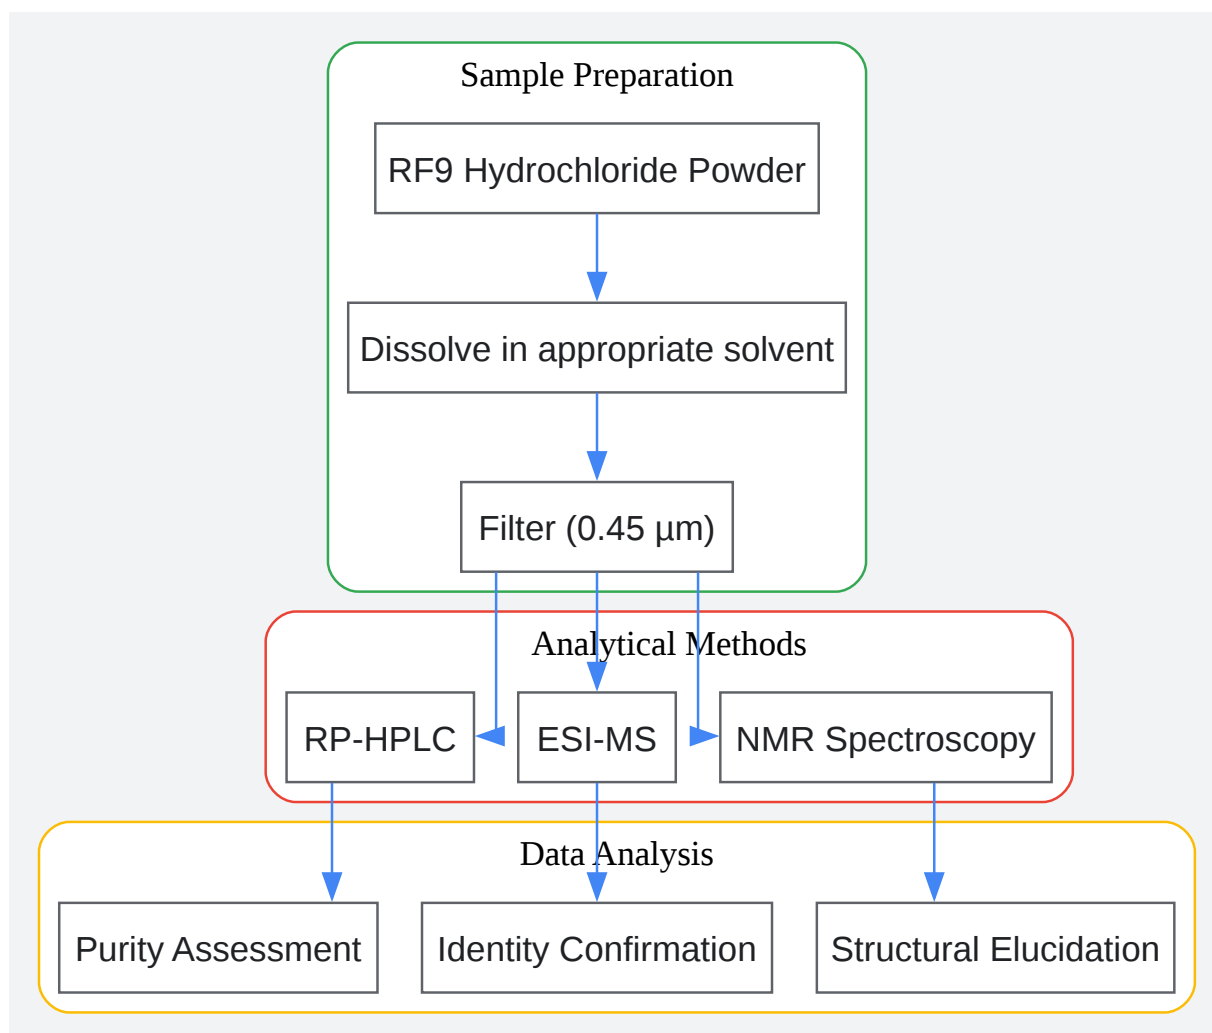 Sample Preparation
RF9 Hydrochloride Powder
Dissolve in appropriate solvent
Filter (0.45 µm)
Analytical Methods
RP-HPLC
ESI-MS
NMR Spectroscopy
Data Analysis
Purity Assessment
Identity Confirmation
Structural Elucidation